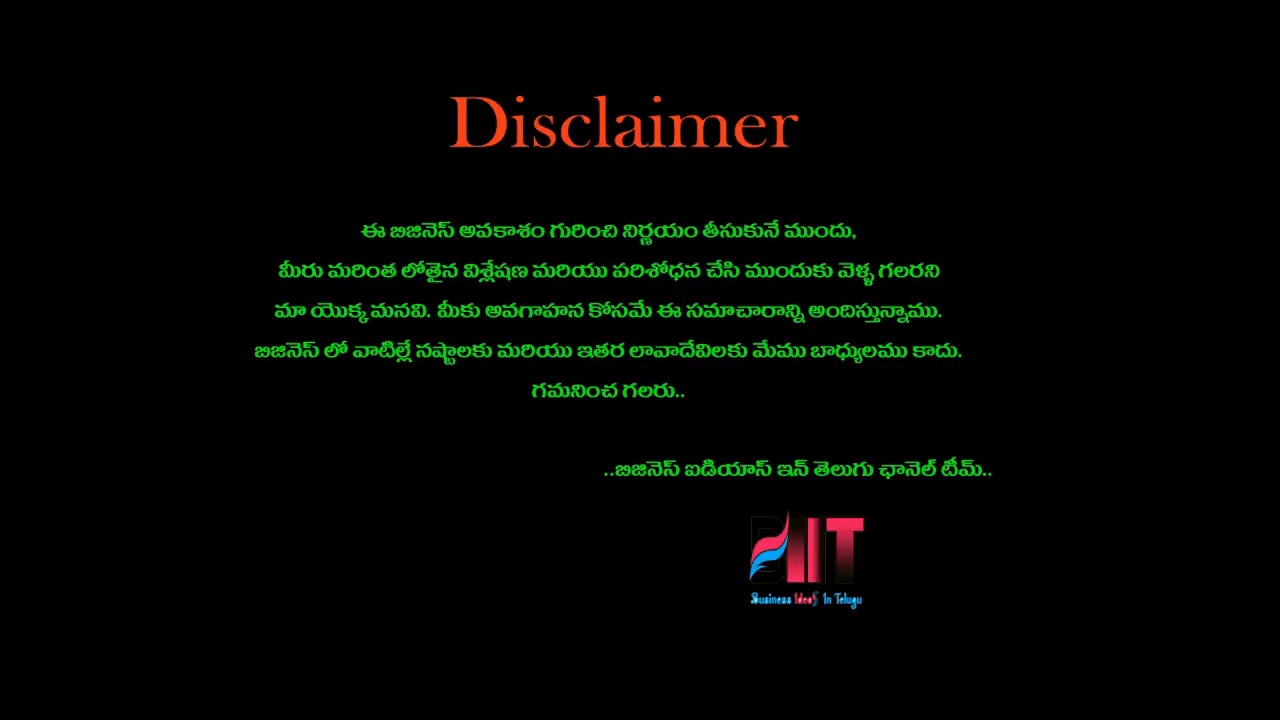 Disclaimer
ఈ బిజినెస్ అవకాశం గురించి నిర్ణయం తీసుకునే ముందు,
మీరు మరింత లోతైన విశ్లేషణ మరియు పరిశోధన చేసి ముందుకు వెళ్ళ గలరని
మా యొక్క మనవి. మీకు అవగాహన కోసమే ఈ సమాచారాన్ని అందిస్తున్నాము.
బిజినెస్ లో వాటిల్లే నష్టాలకు మరియు ఇతర లావాదేవిలకు మేము బాధ్యులము కాదు.
గమనించ గలరు..
..బిజినెస్ ఐడియాస్ ఇన్ తెలుగు ఛానెల్ టీమ్..
BIIT
Business Ideas In Telugu